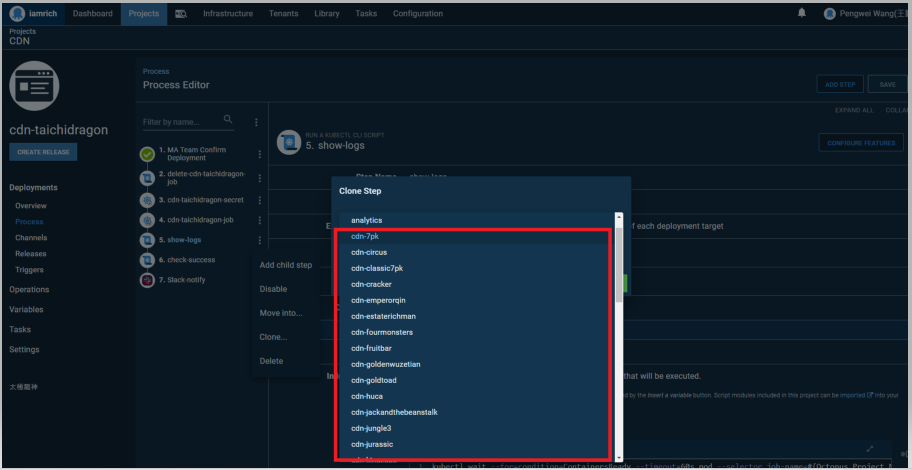 iamrich Dashboard Projects Infrastructure Tenants Library Tasks Configuration Pengwei Wang(王
Projects
CDN
Process
Process Editor
ADD STEP SAVE
EXPAND ALL COLLA
Filter by name...
cdn-taichidragon
CREATE RELEASE
RUN A KUBECTL CLI SCRIPT
5. show-logs
CONFIGURE FEATURES
1. MA Team Confirm
Deployment
2. delete-cdn-taichidragon-
job
3. cdn-taichidragon-secret
4. cdn-taichidragon-job
5. show-logs
6. check-success
7. Slack-notify
Deployments
Overview
Process
Channels
Releases
Triggers
Operations
Variables
Tasks
Settings
太極龍神
Add child step
Disable
Move into...
Clone...
Delete
Step Name show-logs
Clone Step
analytics
cdn-7pk
cdn-circus
cdn-classic7pk
cdn-cracker
cdn-emperorqin
cdn-estaterichman
cdn-fourmonsters
cdn-fruitbar
cdn-goldenwuzetian
cdn-goldtoad
cdn-huca
cdn-jackandthebeanstalk
cdn-jungle3
cdn-jurassic
of each deployment target
that will be executed.
ed by the Insert a variable button. Script modules included in this project can be imported into your
kubectl wait --for=condition=ContainersReady --timeout=60s pod --selector job-name=#{Octopus.Project.